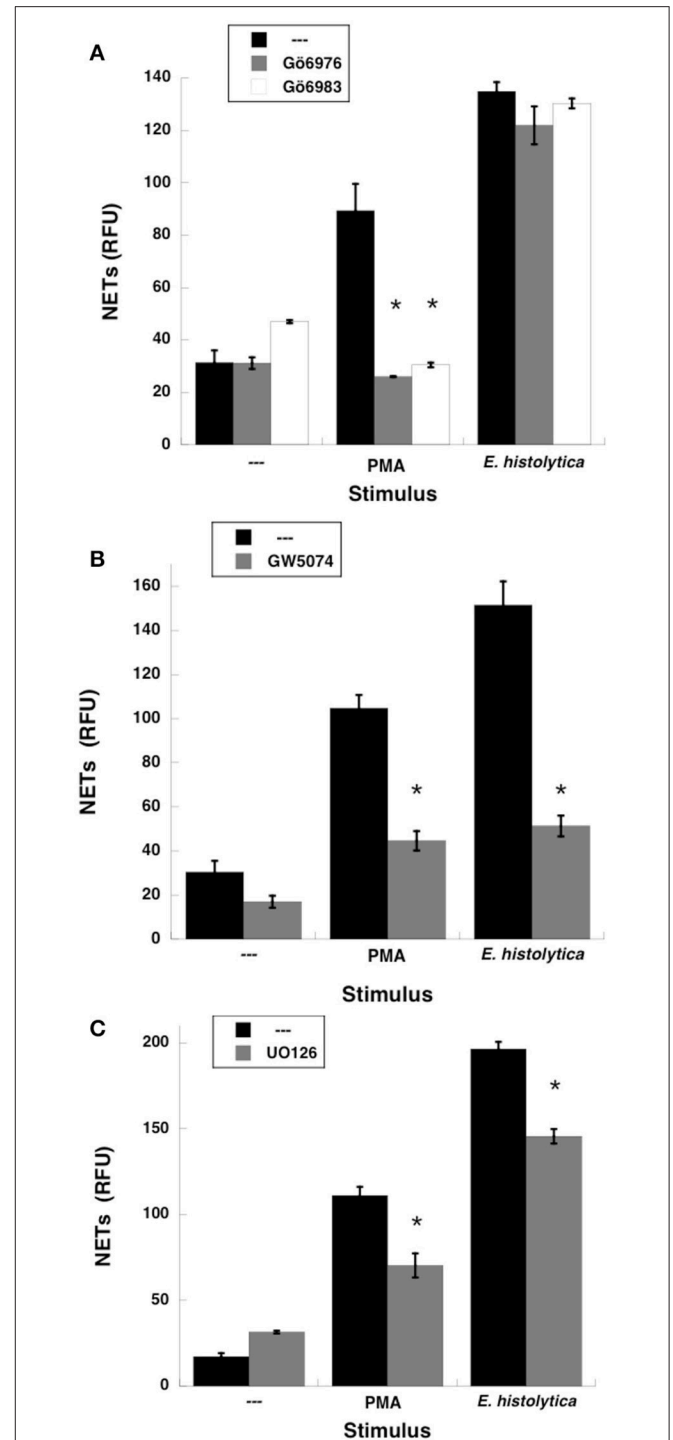 A
---
Gö6976
Gö6983
140
120
100
80
60
40
20
0
NETs (RFU)
* *
--- PMA E. histolytica
Stimulus
B
---
GW5074
160
140
120
100
80
60
40
20
0
NETs (RFU)
* *
--- PMA E. histolytica
Stimulus
C
---
UO126
200
150
100
50
0
NETs (RFU)
* *
--- PMA E. histolytica
Stimulus